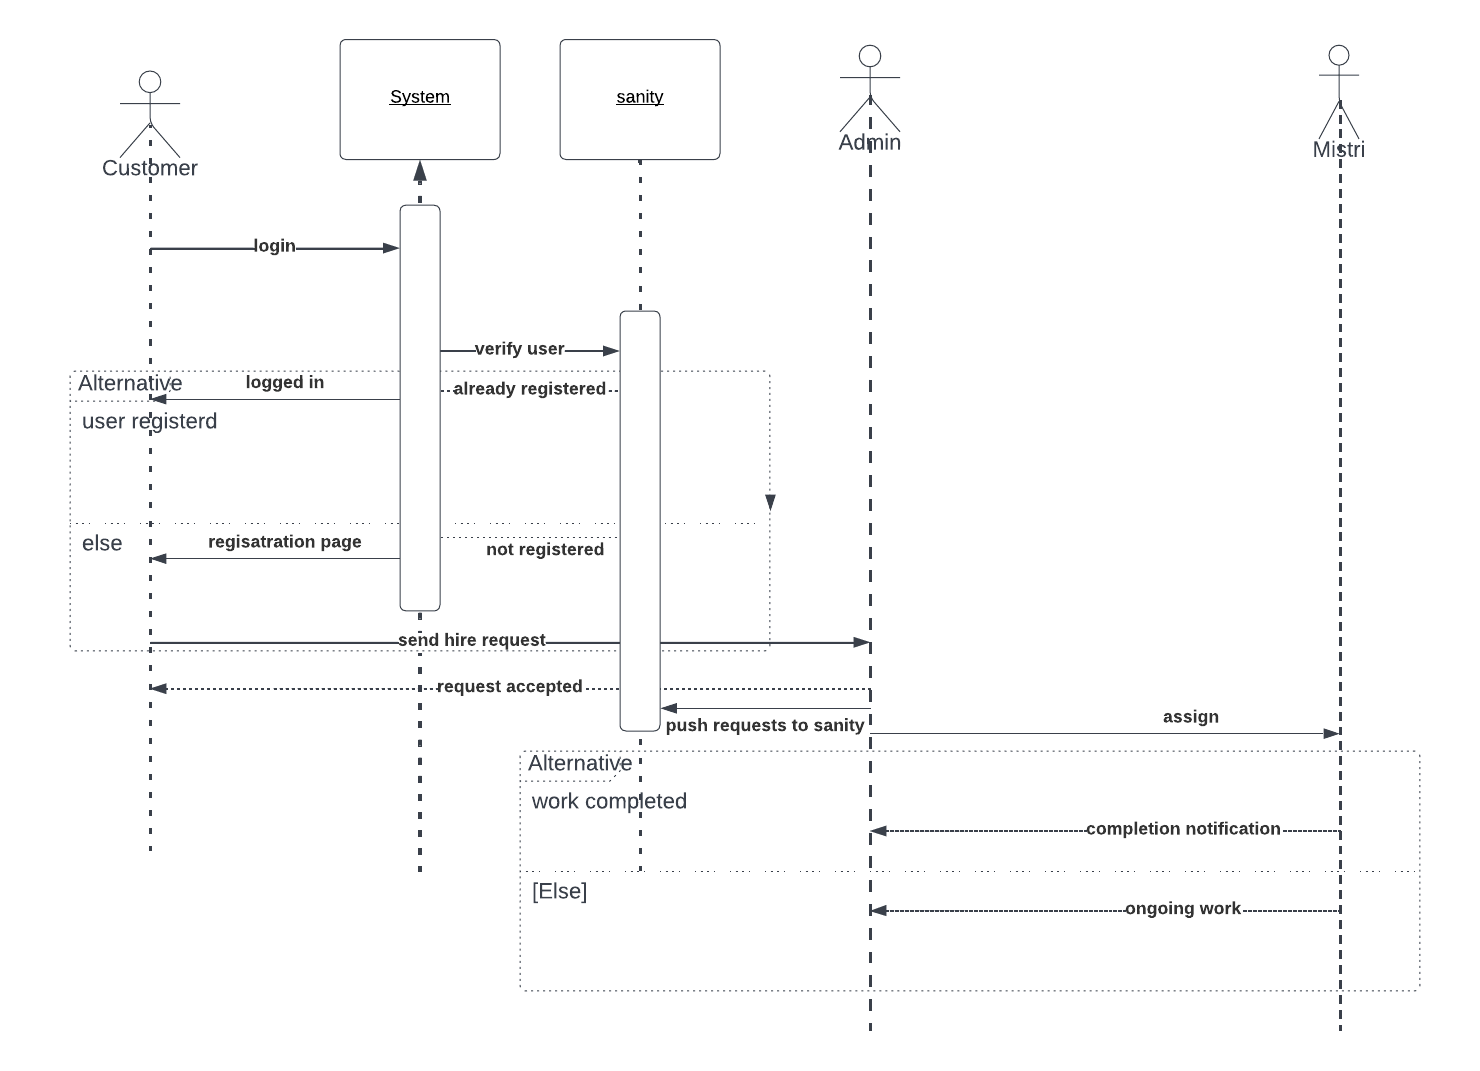 System
sanity
Customer
Admin
Mistri
login
verify user
Alternative
logged in
already registered
user registerd
else
regisatration page
not registered
send hire request
request accepted
push requests to sanity
assign
Alternative
work completed
completion notification
[Else]
ongoing work